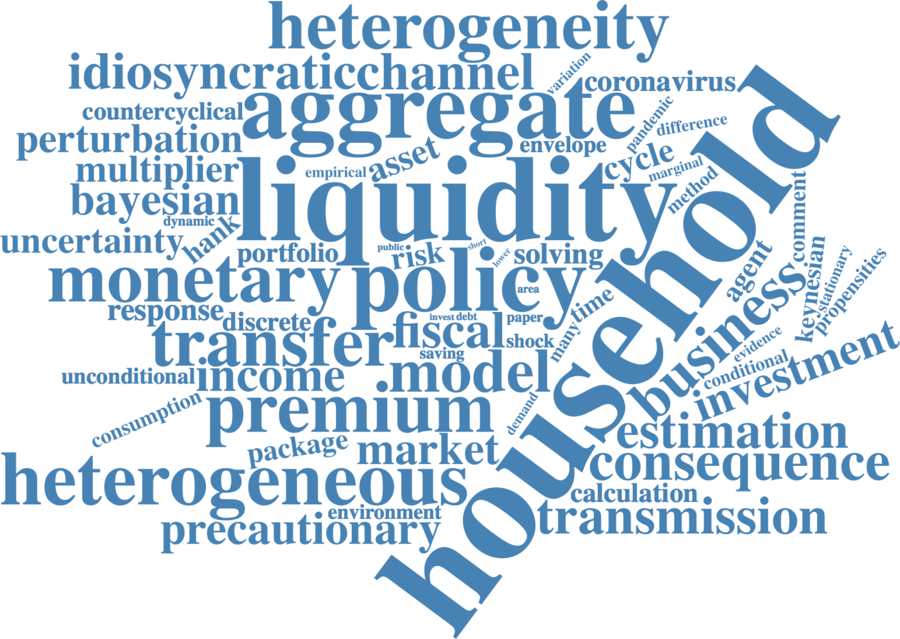 heterogeneity
idiosyncratic
channel
variation
coronavirus
countercyclical
aggregate
pandemic
difference
perturbation
envelope
household
multiplier
empirical
asset
cycle
marginal
liquidity
method
bayesian
dynamic
hank
comment
uncertainty
portfolio
public
risk
short
lower
solving
agent
keynesian
stationary
propensities
monetary
policy
area
time
business
response
discrete
invest
debt
paper
many
transfer
fiscal
shock
evidence
saving
unconditional
income
.model
conditional
investment
consumption
premium
demand
package
market
estimation
heterogeneous
consequence
calculation
environment
precautionary
transmission